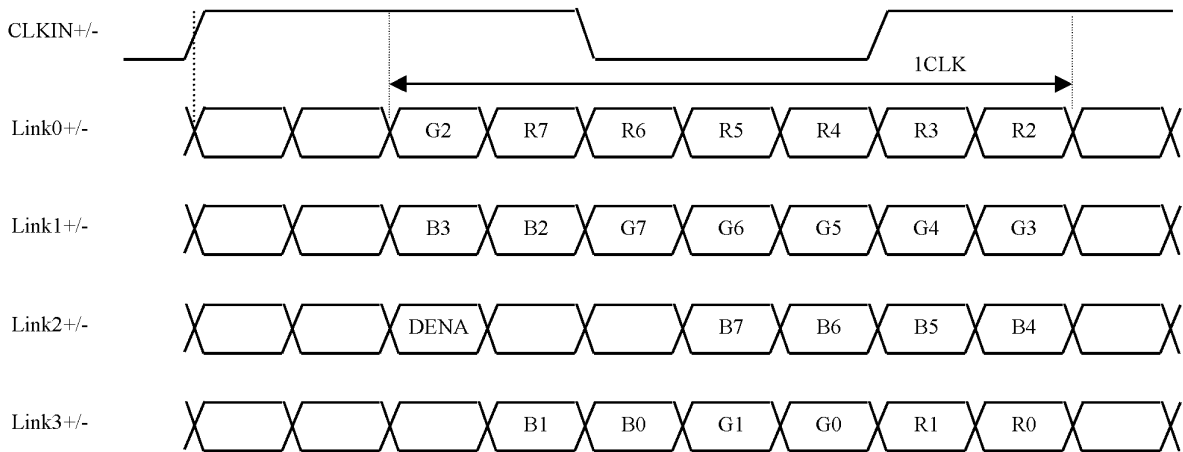 CLKIN+/-
1CLK
Link0+/- G2 R7 R6 R5 R4 R3 R2
Link1+/- B3 B2 G7 G6 G5 G4 G3
Link2+/- DENA B7 B6 B5 B4
Link3+/- B1 B0 G1 G0 R1 R0